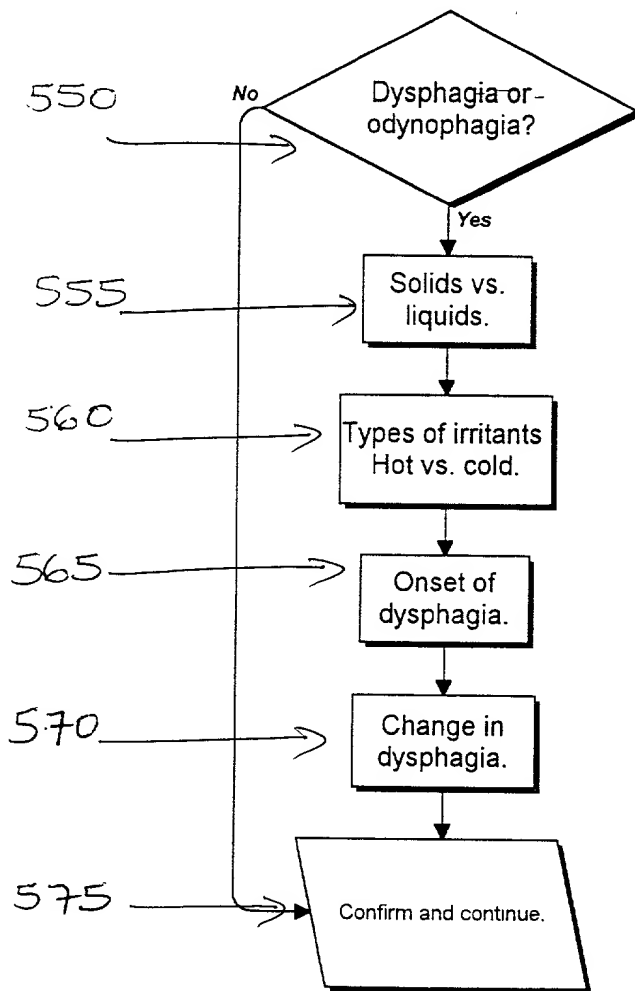 550
No
Dysphagia or
odynophagia?
Yes
555
Solids vs.
liquids.
560
Types of irritants
Hot vs. cold.
565
Onset of
dysphagia.
570
Change in
dysphagia.
575
Confirm and continue.